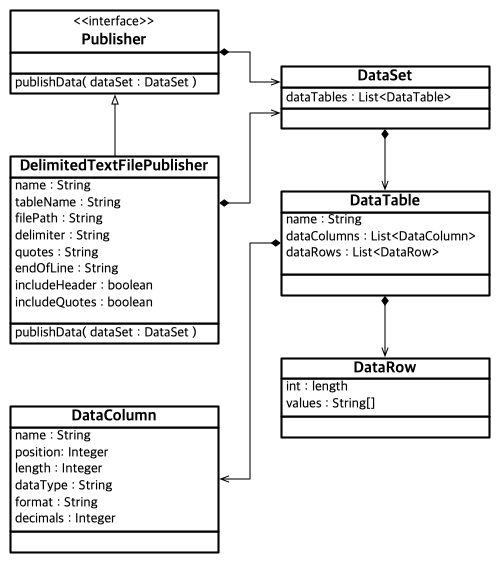 <<interface>>
Publisher
publishData( dataSet : DataSet )
DataSet
dataTables : List<DataTable>
DelimitedTextFilePublisher
name : String
tableName : String
filePath : String
delimiter : String
quotes : String
endOfLine : String
includeHeader : boolean
includeQuotes : boolean
publishData( dataSet : DataSet )
DataTable
name : String
dataColumns : List<DataColumn>
dataRows : List<DataRow>
DataRow
int : length
values : String[]
DataColumn
name : String
position: Integer
length : Integer
dataType : String
format : String
decimals : Integer